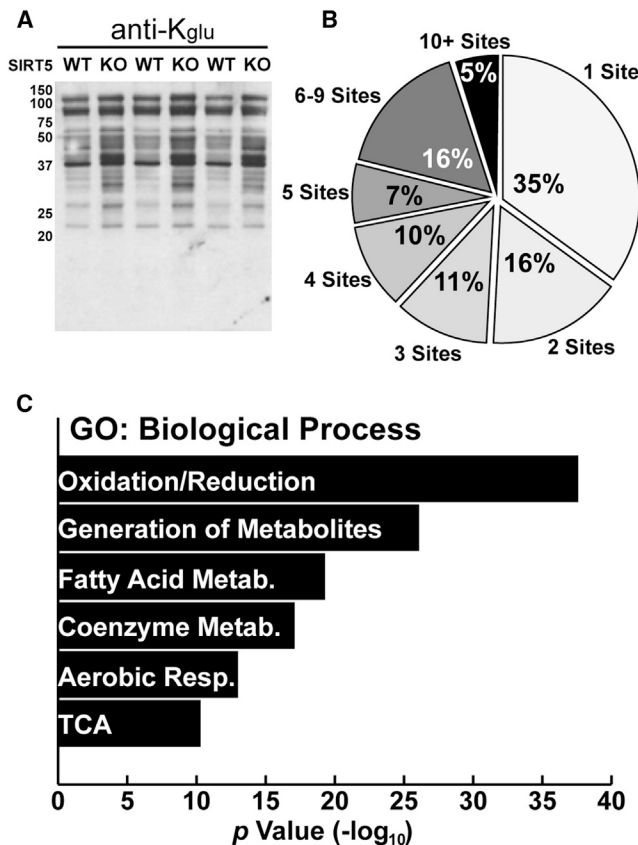 A
anti-Kglu
SIRT5 WT KO WT KO WT KO
150
100
75
50
37
25
20
B
10+ Sites
5%
1 Site
35%
6-9 Sites
16%
5 Sites
7%
4 Sites
10%
3 Sites
11%
2 Sites
16%
C
GO: Biological Process
Oxidation/Reduction
Generation of Metabolites
Fatty Acid Metab.
Coenzyme Metab.
Aerobic Resp.
TCA
0 5 10 15 20 25 30 35 40
p Value (-log10)